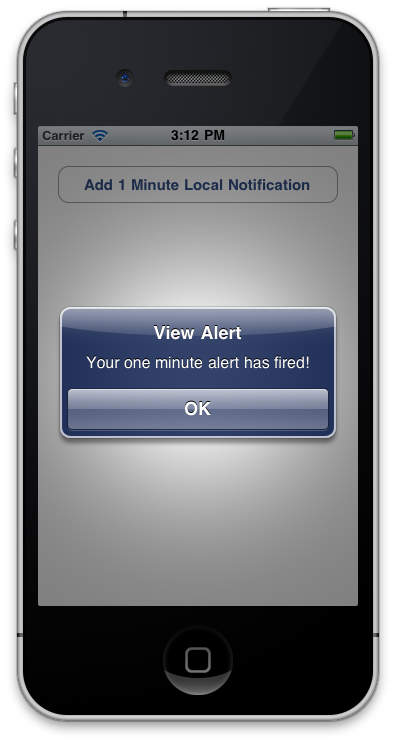 Carrier 3:12 PM
Add 1 Minute Local Notification
View Alert
Your one minute alert has fired!
OK